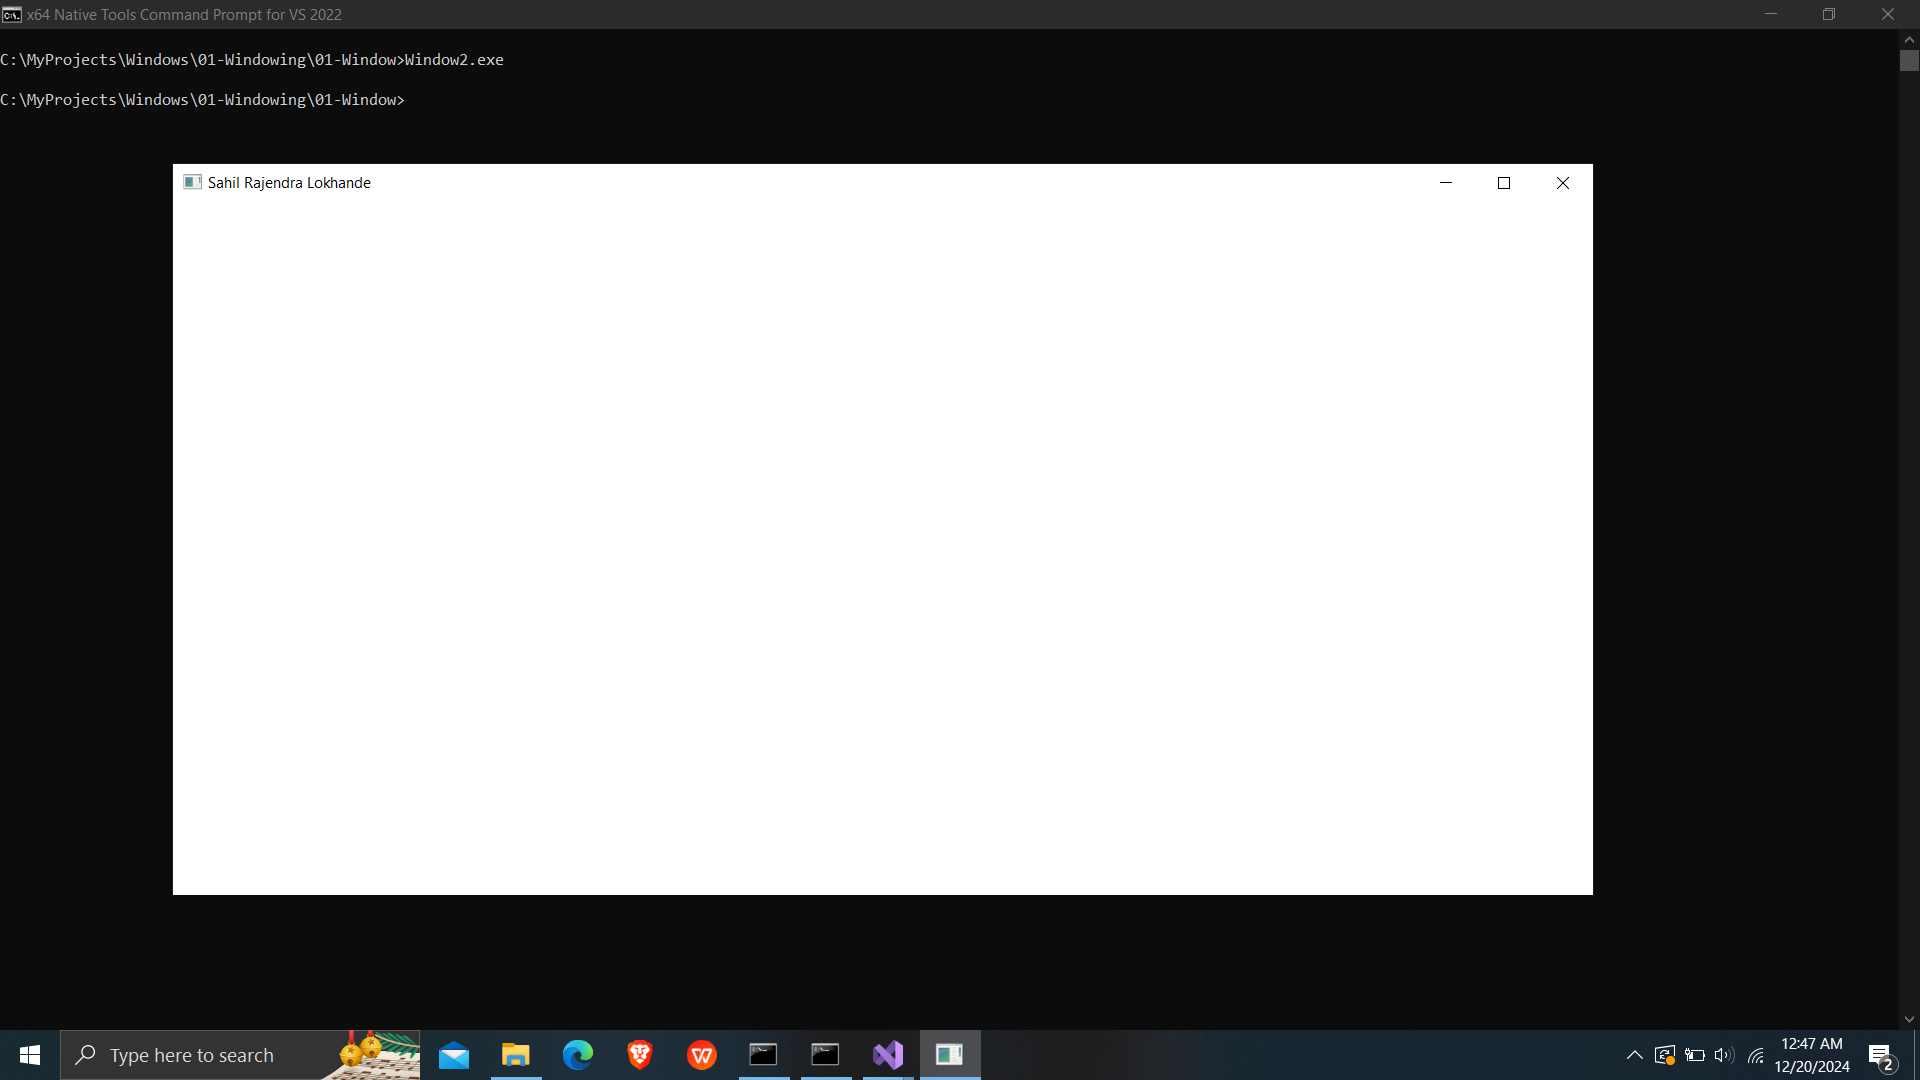 x64 Native Tools Command Prompt for VS 2022
C:\MyProjects\Windows\01-Windowing\01-Window>Window2.exe
C:\MyProjects\Windows\01-Windowing\01-Window>
Sahil Rajendra Lokhande
Type here to search
12:47 AM
12/20/2024
2